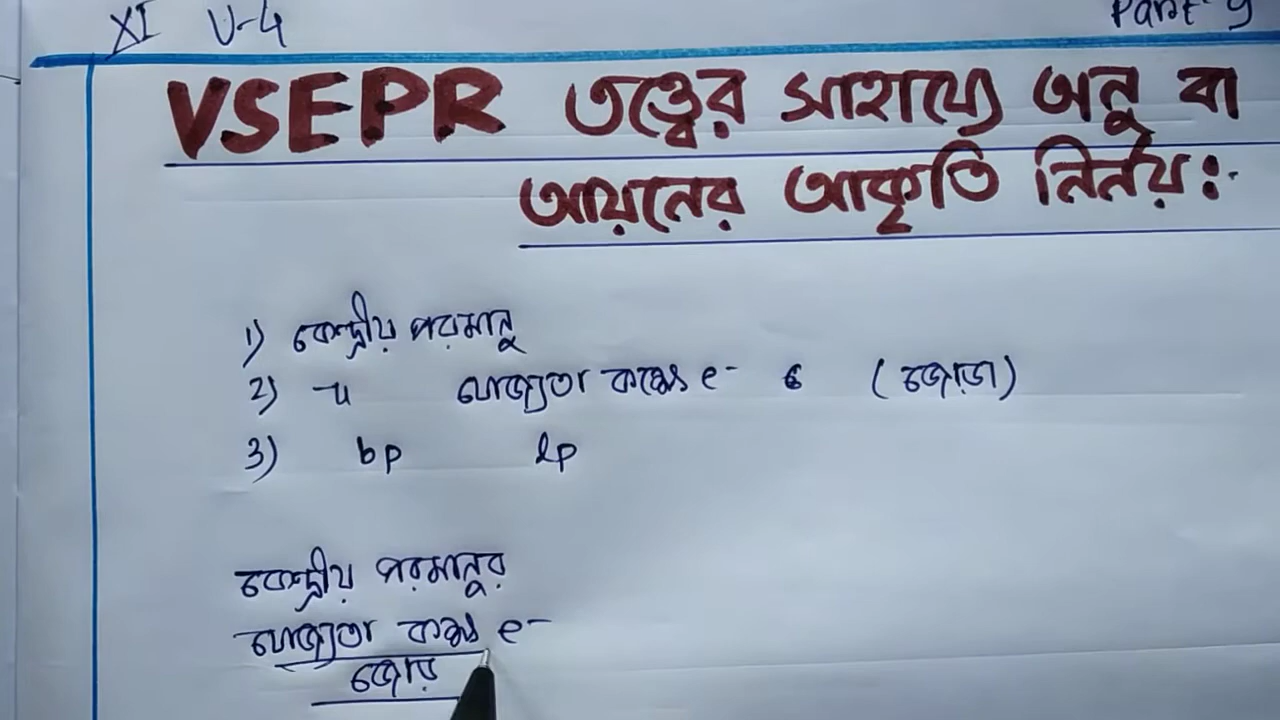 XI U-4 Part 9
VSEPR তত্ত্বের সাহায্যে অনু বা
আয়নের আকৃতি নির্নয়:-
1) কেন্দ্রীয় পরমানু
2) -এ যোজ্যতা কক্ষের e- (জোড়া)
3) bp lp
কেন্দ্রীয় পরমানুর
যোজ্যতা কক্ষে e-
জোড়